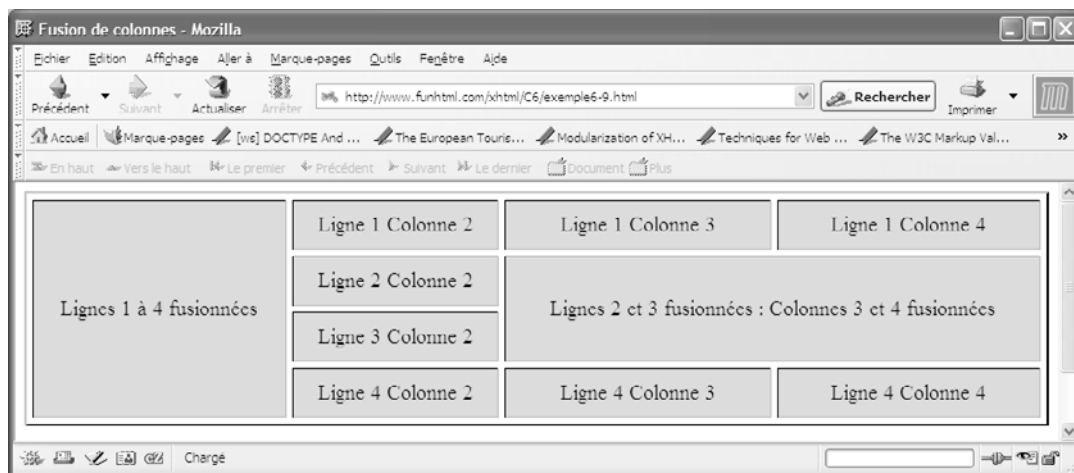 Fusion de colonnes - Mozilla
Fichier Edition Affichage Aller à Marque-pages Outils Fenêtre Aide
Précédent Suivant Actualiser Arrêter http://www.funhtml.com/xhtml/C6/exemple6-9.html Rechercher Imprimer
Accueil Marque-pages [ws] DOCTYPE And ... The European Touris... Modularization of XH... Techniques for Web ... The W3C Markup Val... »
En haut Vers le haut Le premier Précédent Suivant Le dernier Document Plus
Ligne 1 Colonne 2 Ligne 1 Colonne 3 Ligne 1 Colonne 4
Ligne 2 Colonne 2
Lignes 1 à 4 fusionnées Lignes 2 et 3 fusionnées : Colonnes 3 et 4 fusionnées
Ligne 3 Colonne 2
Ligne 4 Colonne 2 Ligne 4 Colonne 3 Ligne 4 Colonne 4
Chargé